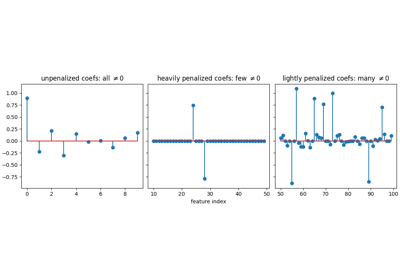 unpenalized coefs: all ≠0
heavily penalized coefs: few ≠0
lightly penalized coefs: many ≠0
1.00
0.75
0.50
0.25
0.00
−0.25
−0.50
−0.75
0 2 4 6 8
10 20 30 40 50
50 60 70 80 90 100
feature index